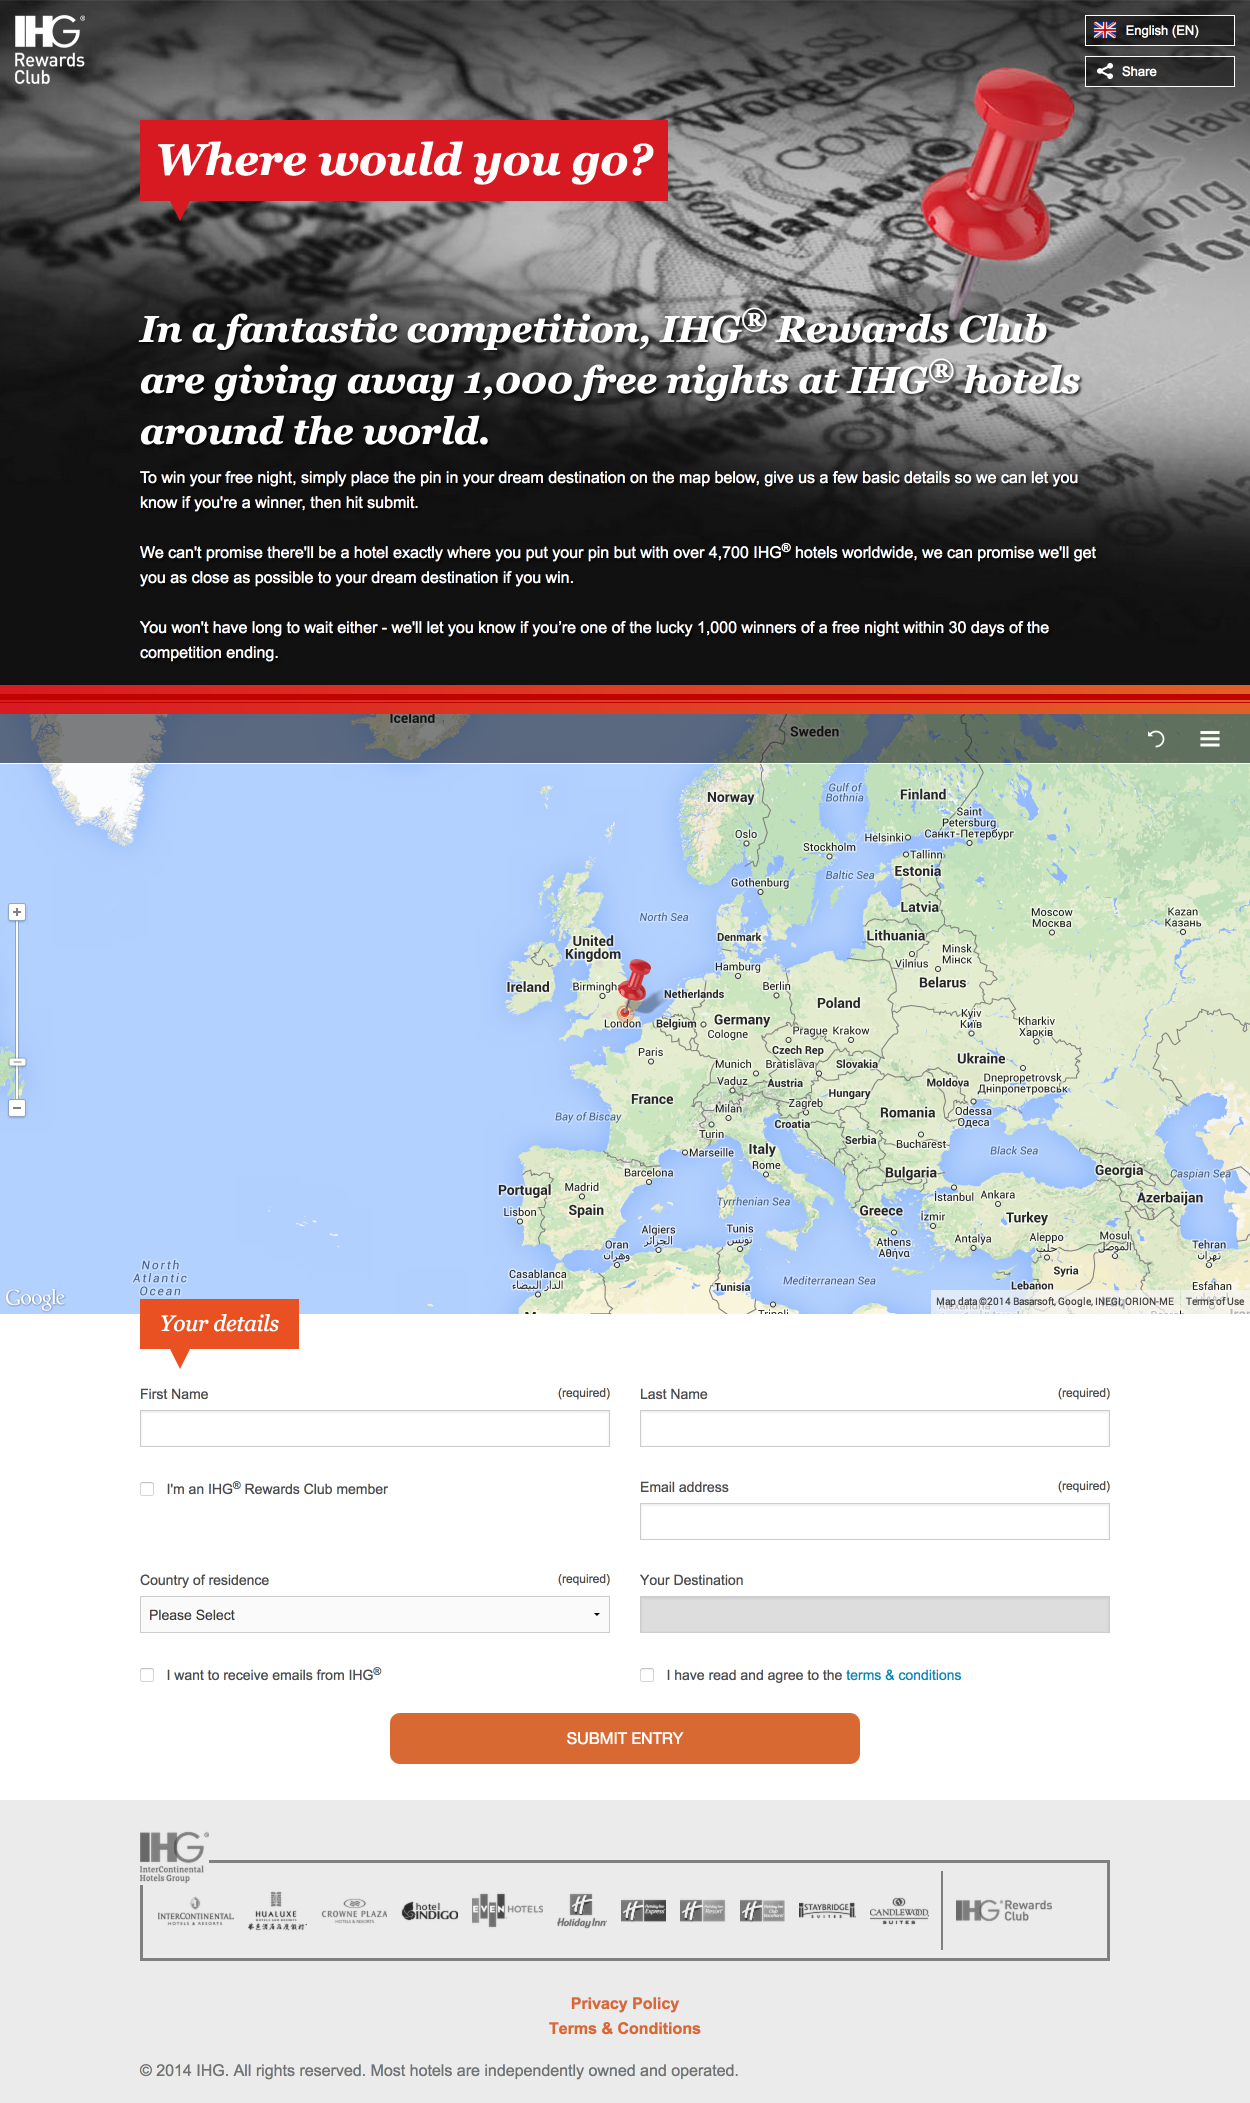 IHG®
Rewards
Club
English (EN)
Share
Where would you go?
In a fantastic competition, IHG® Rewards Club
are giving away 1,000 free nights at IHG® hotels
around the world.
To win your free night, simply place the pin in your dream destination on the map below, give us a few basic details so we can let you
know if you're a winner, then hit submit.
We can't promise there'll be a hotel exactly where you put your pin but with over 4,700 IHG® hotels worldwide, we can promise we'll get
you as close as possible to your dream destination if you win.
You won't have long to wait either - we'll let you know if you’re one of the lucky 1,000 winners of a free night within 30 days of the
competition ending.
Iceland
Sweden
Norway
Gulf of
Bothnia
Finland
Saint
Petersburg
Санкт-Петербург
Oslo
Helsinki
Stockholm
Tallinn
Estonia
Baltic Sea
Gothenburg
Latvia
North Sea
Moscow
Москва
Kazan
Казань
Denmark
Lithuania
United
Kingdom
Minsk
Мінск
Vilnius
Hamburg
Ireland
Birmingh
Netherlands
Berlin
Belarus
Poland
London
Belgium
Germany
Cologne
Kyiv
Київ
Kharkiv
Харків
Prague
Krakow
Paris
Czech Rep
Ukraine
Munich
Bratislava
Slovakia
Vaduz
Austria
Moldova
Dnepropetrovsk
Дніпропетровськ
France
Hungary
Zagreb
Milan
Romania
Odessa
Одеса
Bay of Biscay
Croatia
Turin
Serbia
Bucharest
Marseille
Italy
Black Sea
Rome
Barcelona
Bulgaria
Georgia
Caspian Sea
Portugal
Madrid
Azerbaijan
Tyrrhenian Sea
İstanbul
Ankara
Lisbon
Spain
Greece
İzmir
Turkey
Algiers
الجزائر
Tunis
تونس
Athens
Αθήνα
Antalya
Aleppo
حلب
Mosul
الموصل
Oran
وهران
Tehran
تهران
North
Atlantic
Ocean
Casablanca
الدار البيضاء
Tunisia
Mediterranean Sea
Syria
Lebanon
Esfahan
Tripoli
Google
Map data ©2014 Basarsoft, Google, INEGI, ORION-ME
Terms of Use
Your details
First Name (required)
Last Name (required)
I'm an IHG® Rewards Club member
Email address (required)
Country of residence (required)
Your Destination
Please Select
I want to receive emails from IHG®
I have read and agree to the terms & conditions
SUBMIT ENTRY
IHG®
InterContinental
Hotels Group
INTERCONTINENTAL
HOTELS & RESORTS
HUALUXE
CROWNE PLAZA
HOTELS & RESORTS
hotel
INDIGO
EVEN HOTELS
Holiday Inn
Holiday Inn
Express
Holiday Inn
Resort
Holiday Inn
Club Vacations
STAYBRIDGE
SUITES
CANDLEWOOD
SUITES
IHG® Rewards
Club
Privacy Policy
Terms & Conditions
© 2014 IHG. All rights reserved. Most hotels are independently owned and operated.